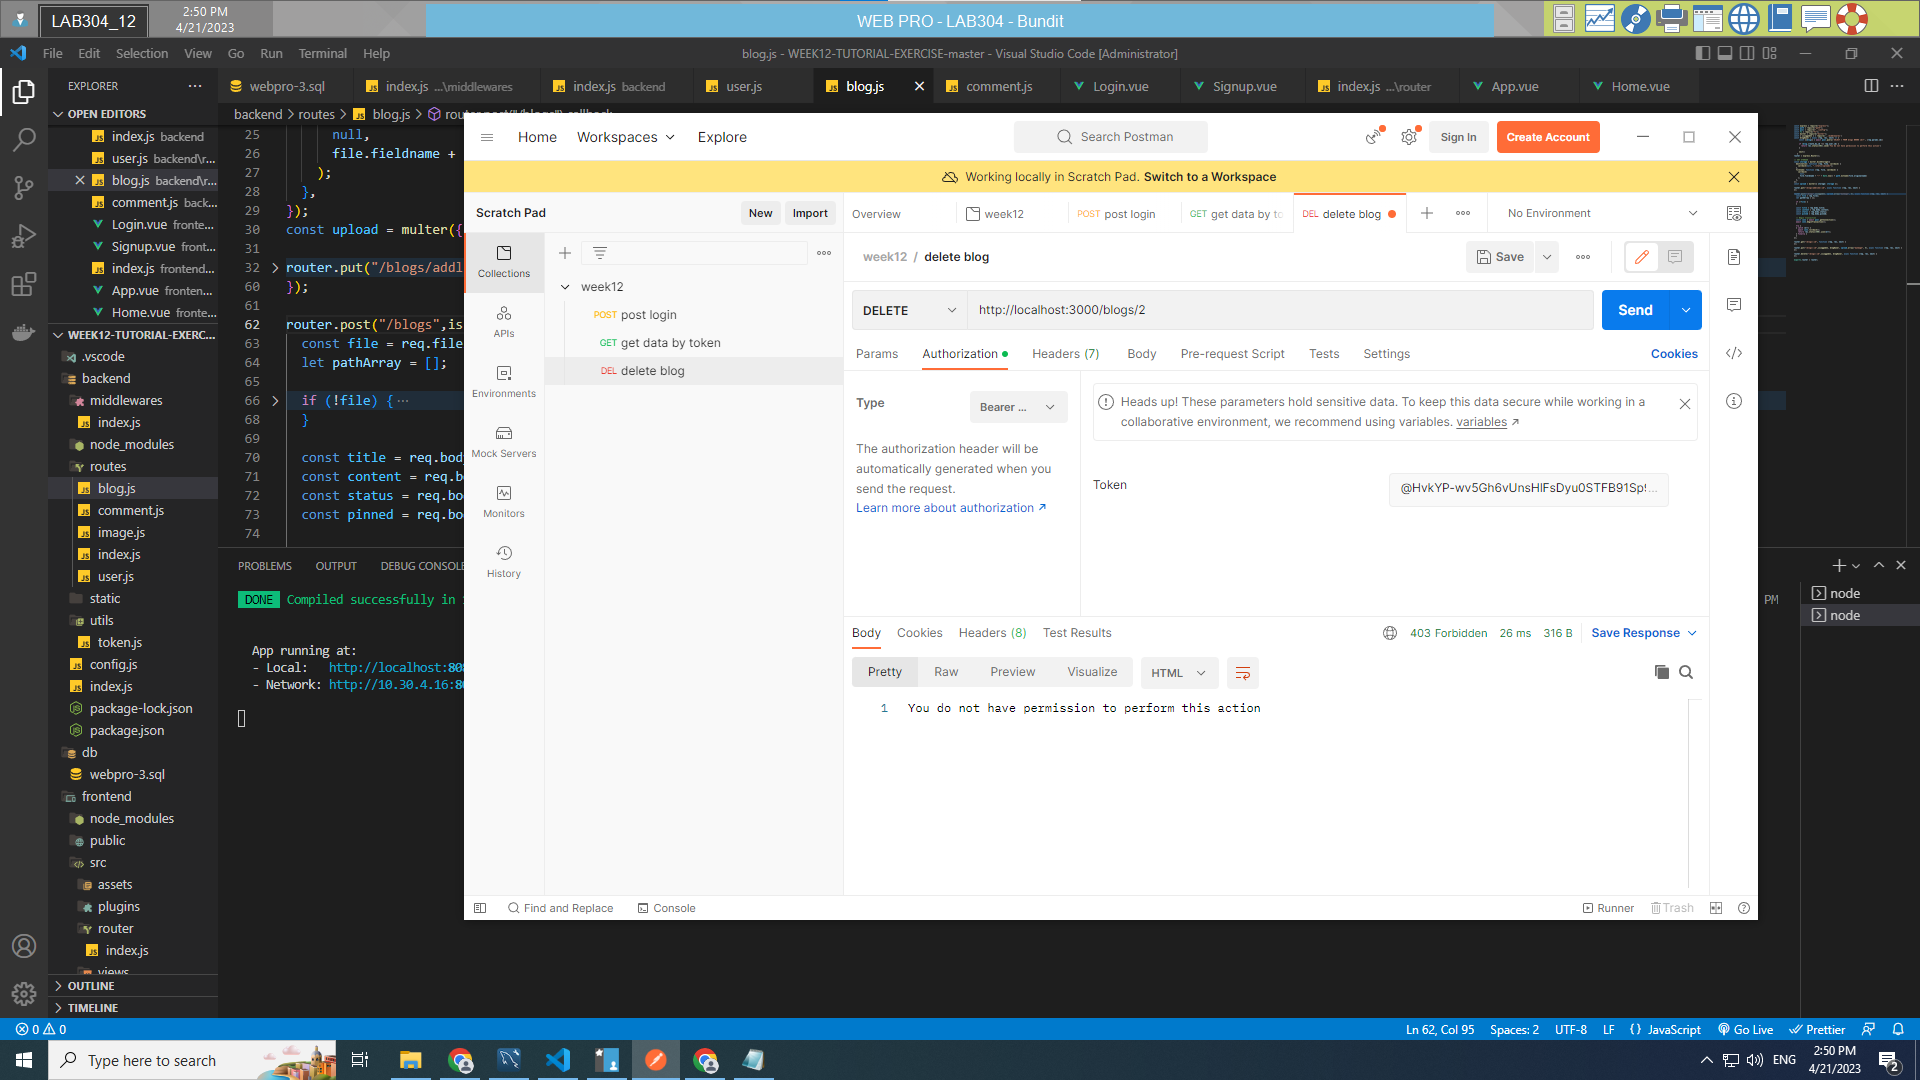 LAB304_12
2:50 PM
4/21/2023
WEB PRO - LAB304 - Bundit
File Edit Selection View Go Run Terminal Help
blog.js - WEEK12-TUTORIAL-EXERCISE-master - Visual Studio Code [Administrator]
EXPLORER
webpro-3.sql
index.js ...\middlewares
index.js backend
user.js
blog.js
comment.js
Login.vue
Signup.vue
index.js ...\router
App.vue
Home.vue
OPEN EDITORS
index.js backend
user.js backend\r...
blog.js backend\r...
comment.js back...
Login.vue fronte...
Signup.vue front...
index.js frontend...
App.vue fronten...
Home.vue fronte...
WEEK12-TUTORIAL-EXERC...
.vscode
backend
middlewares
index.js
node_modules
routes
blog.js
comment.js
image.js
index.js
user.js
static
utils
token.js
config.js
index.js
package-lock.json
package.json
db
webpro-3.sql
frontend
node_modules
public
src
assets
plugins
router
index.js
views
OUTLINE
TIMELINE
backend > routes > blog.js >
25 null,
26 file.fieldname +
27 );
28 },
29 });
30 const upload = multer({
31
32 router.put("/blogs/addl
60 });
61
62 router.post("/blogs",is
63 const file = req.file
64 let pathArray = [];
65
66 if (!file) { ...
68 }
69
70 const title = req.body
71 const content = req.b
72 const status = req.bo
73 const pinned = req.bo
74
PROBLEMS OUTPUT DEBUG CONSOLE
DONE Compiled successfully in
PM
App running at:
- Local: http://localhost:808
- Network: http://10.30.4.16:80
node
node
Home Workspaces Explore
Search Postman
Sign In
Create Account
Working locally in Scratch Pad. Switch to a Workspace
Scratch Pad
New Import
Overview
week12
POST post login
GET get data by to
DEL delete blog
No Environment
Collections
APIs
Environments
Mock Servers
Monitors
History
week12
POST post login
GET get data by token
DEL delete blog
week12 / delete blog
Save
DELETE
http://localhost:3000/blogs/2
Send
Params Authorization Headers (7) Body Pre-request Script Tests Settings
Cookies
Type
Bearer ...
The authorization header will be
automatically generated when you
send the request.
Learn more about authorization ↗
Heads up! These parameters hold sensitive data. To keep this data secure while working in a
collaborative environment, we recommend using variables. variables ↗
Token
Body Cookies Headers (8) Test Results
403 Forbidden 26 ms 316 B Save Response
Pretty Raw Preview Visualize HTML
1 You do not have permission to perform this action
Find and Replace Console
Runner Trash
0 0
Ln 62, Col 95 Spaces: 2 UTF-8 LF {} JavaScript Go Live Prettier
Type here to search
ENG
2:50 PM
4/21/2023
2